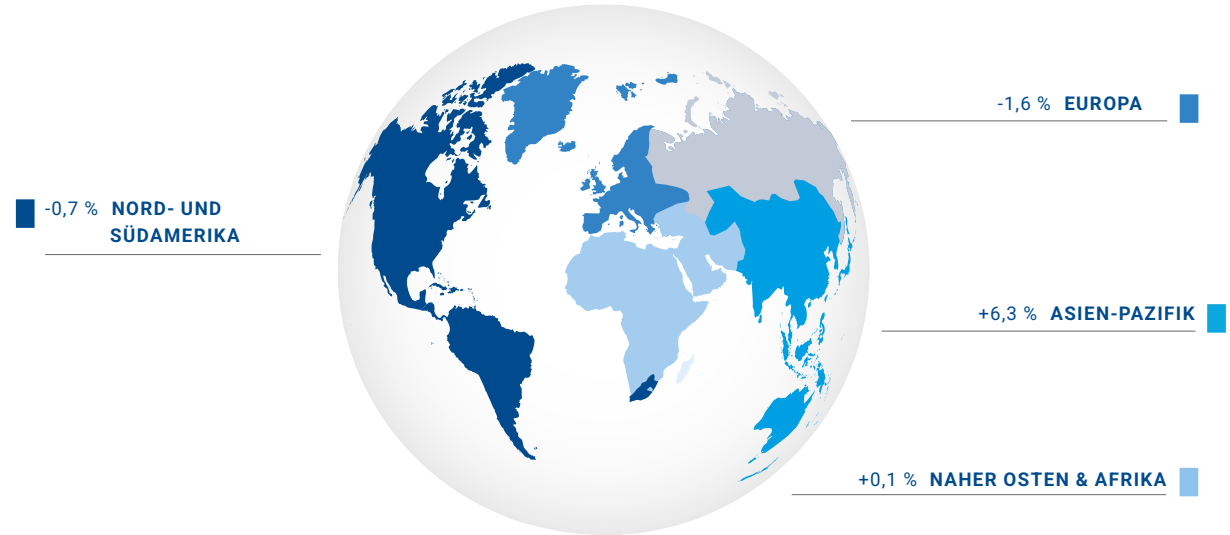 -1,6 % EUROPA
-0,7 % NORD- UND
SÜDAMERIKA
+6,3 % ASIEN-PAZIFIK
+0,1 % NAHER OSTEN & AFRIKA